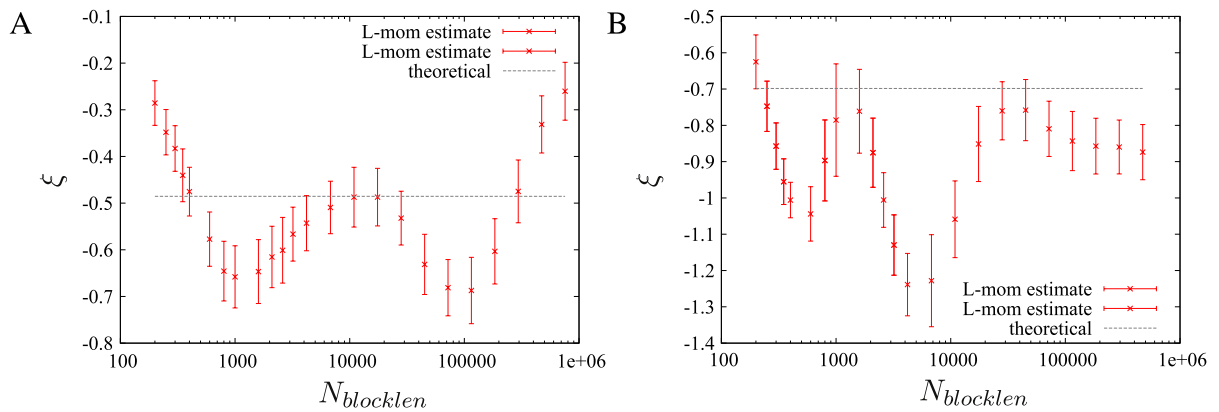 A
-0.1
-0.2
-0.3
-0.4
-0.5
-0.6
-0.7
-0.8
ξ
100
1000
10000
100000
1e+06
N_blocklen
L-mom estimate
L-mom estimate
theoretical
B
-0.5
-0.6
-0.7
-0.8
-0.9
-1
-1.1
-1.2
-1.3
-1.4
ξ
100
1000
10000
100000
1e+06
N_blocklen
L-mom estimate
L-mom estimate
theoretical